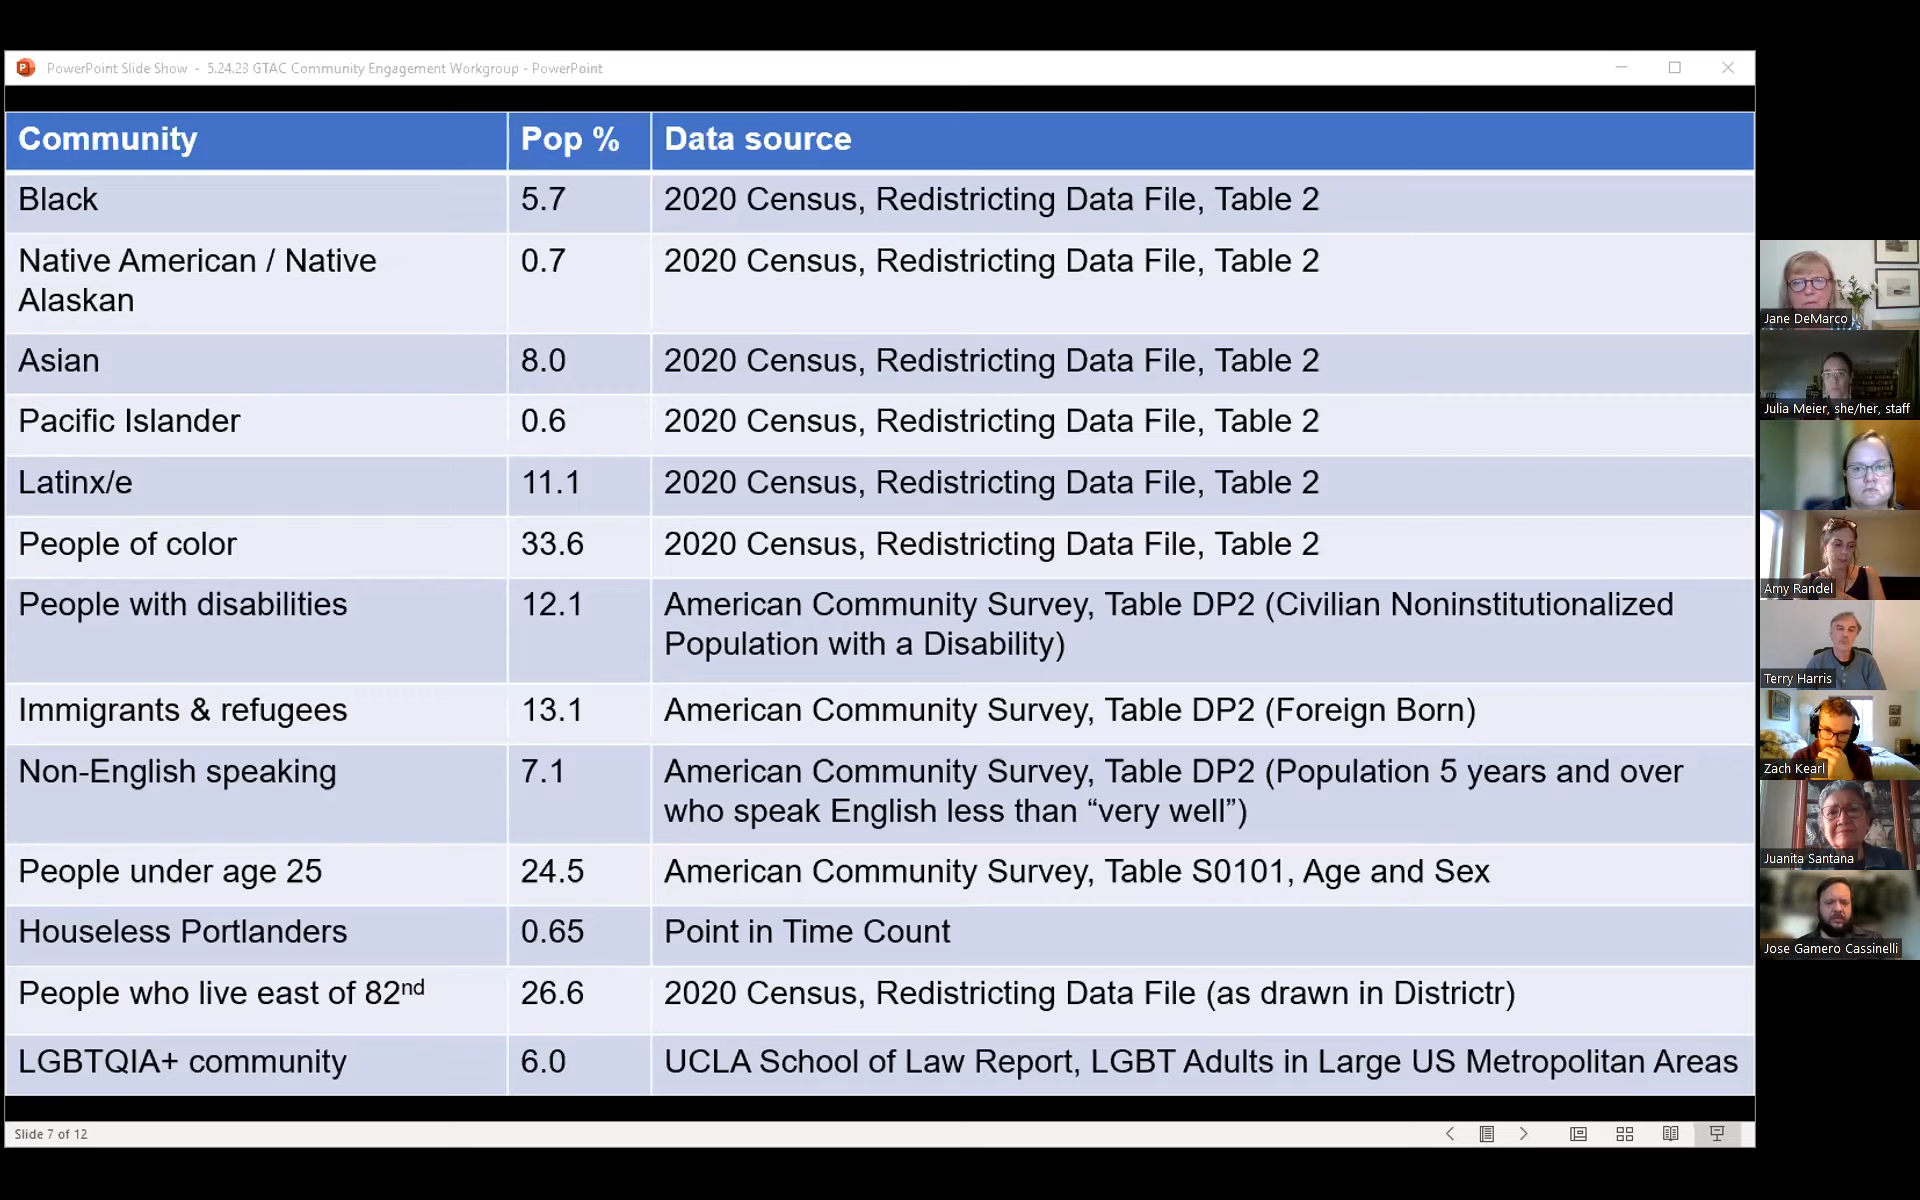 PowerPoint Slide Show - 5.24.23 GTAC Community Engagement Workgroup - PowerPoint
Community Pop % Data source
Black 5.7 2020 Census, Redistricting Data File, Table 2
Native American / Native
Alaskan
0.7 2020 Census, Redistricting Data File, Table 2
Asian 8.0 2020 Census, Redistricting Data File, Table 2
Pacific Islander 0.6 2020 Census, Redistricting Data File, Table 2
Latinx/e 11.1 2020 Census, Redistricting Data File, Table 2
People of color 33.6 2020 Census, Redistricting Data File, Table 2
People with disabilities 12.1 American Community Survey, Table DP2 (Civilian Noninstitutionalized
Population with a Disability)
Immigrants & refugees 13.1 American Community Survey, Table DP2 (Foreign Born)
Non-English speaking 7.1 American Community Survey, Table DP2 (Population 5 years and over
who speak English less than “very well”)
People under age 25 24.5 American Community Survey, Table S0101, Age and Sex
Houseless Portlanders 0.65 Point in Time Count
People who live east of 82nd 26.6 2020 Census, Redistricting Data File (as drawn in Districtr)
LGBTQIA+ community 6.0 UCLA School of Law Report, LGBT Adults in Large US Metropolitan Areas
Slide 7 of 12
Jane DeMarco
Julia Meier, she/her, staff
Amy Randel
Terry Harris
Zach Kearl
Juanita Santana
Jose Gamero Cassinelli